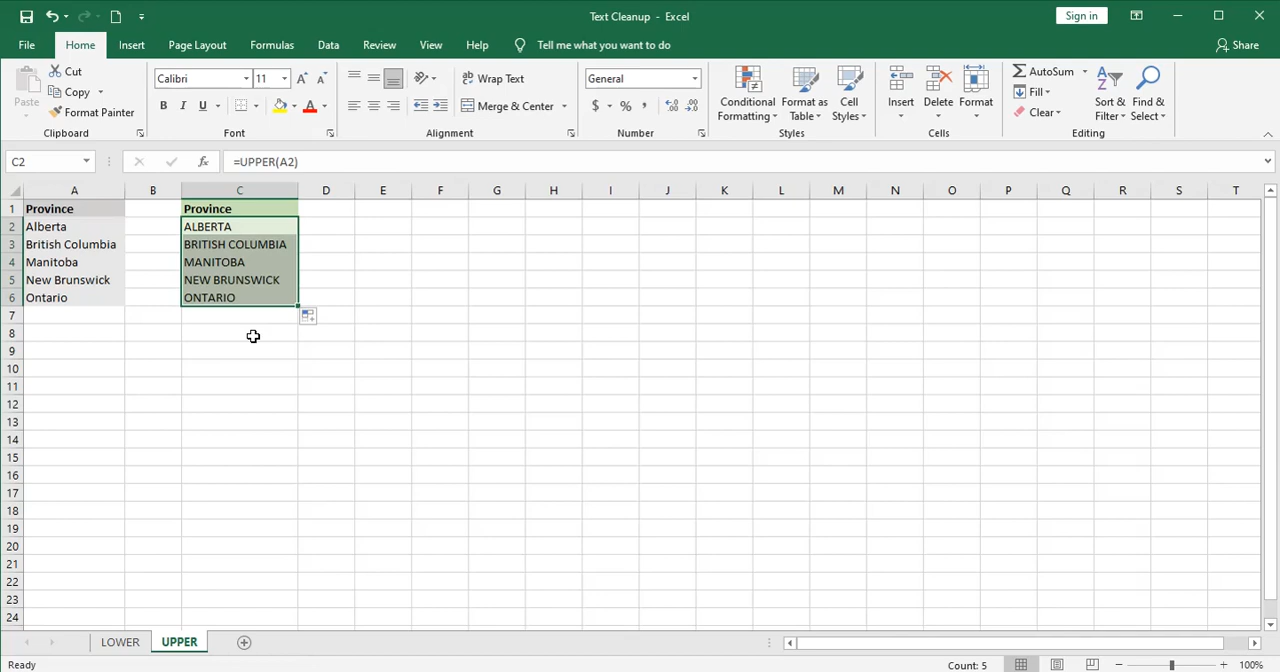 Text Cleanup - Excel
Sign in
File Home Insert Page Layout Formulas Data Review View Help Tell me what you want to do Share
Paste
Cut
Copy
Format Painter
Clipboard
Calibri 11
B I U A
Font
Wrap Text
Merge & Center
Alignment
General
$ % ,
Number
Conditional Formatting
Format as Table
Cell Styles
Styles
Insert Delete Format
Cells
AutoSum
Fill
Clear
Sort & Filter
Find & Select
Editing
C2 fx =UPPER(A2)
A B C D E F G H I J K L M N O P Q R S T
1 Province Province
2 Alberta ALBERTA
3 British Columbia BRITISH COLUMBIA
4 Manitoba MANITOBA
5 New Brunswick NEW BRUNSWICK
6 Ontario ONTARIO
7
8
9
10
11
12
13
14
15
16
17
18
19
20
21
22
23
24
LOWER UPPER
Ready Count: 5 100%